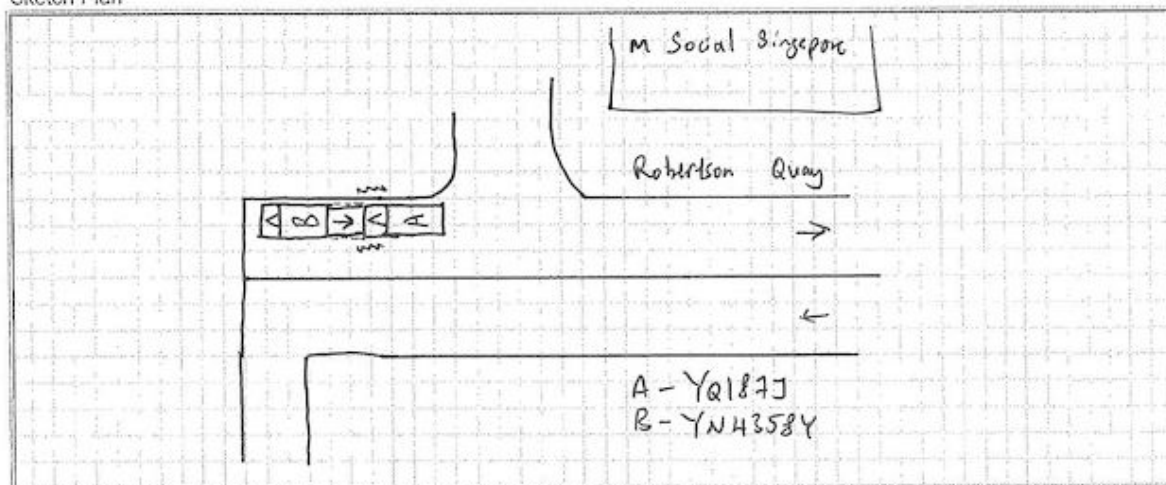 Sketch Plan
M Social Singapore
Robertson Quay
B A
A - YQ187J
B - YN4358Y